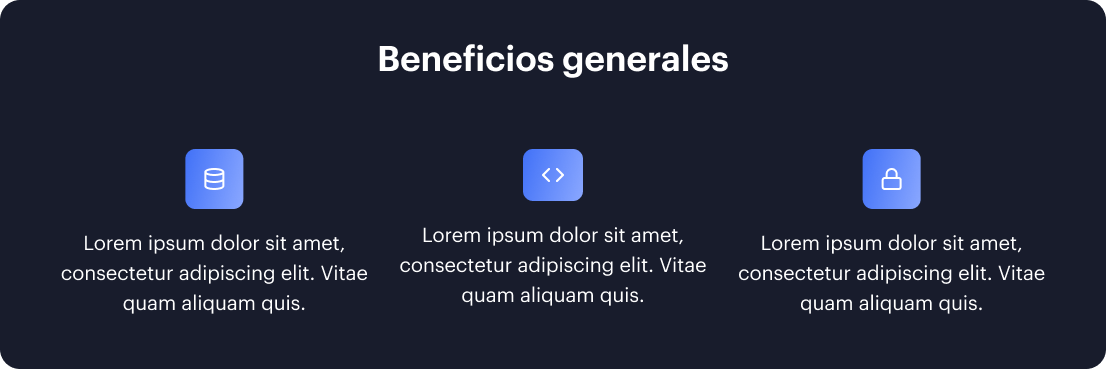 Beneficios generales
Lorem ipsum dolor sit amet,
consectetur adipiscing elit. Vitae
quam aliquam quis.
Lorem ipsum dolor sit amet,
consectetur adipiscing elit. Vitae
quam aliquam quis.
Lorem ipsum dolor sit amet,
consectetur adipiscing elit. Vitae
quam aliquam quis.